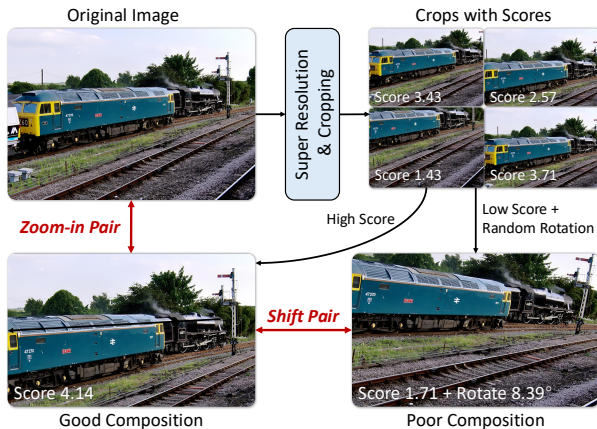 Original Image
Crops with Scores
Super Resolution
& Cropping
Score 3.43
Score 2.57
Score 1.43
Score 3.71
Zoom-in Pair
High Score
Low Score +
Random Rotation
Shift Pair
Score 4.14
Score 1.71 + Rotate 8.39°
Good Composition
Poor Composition